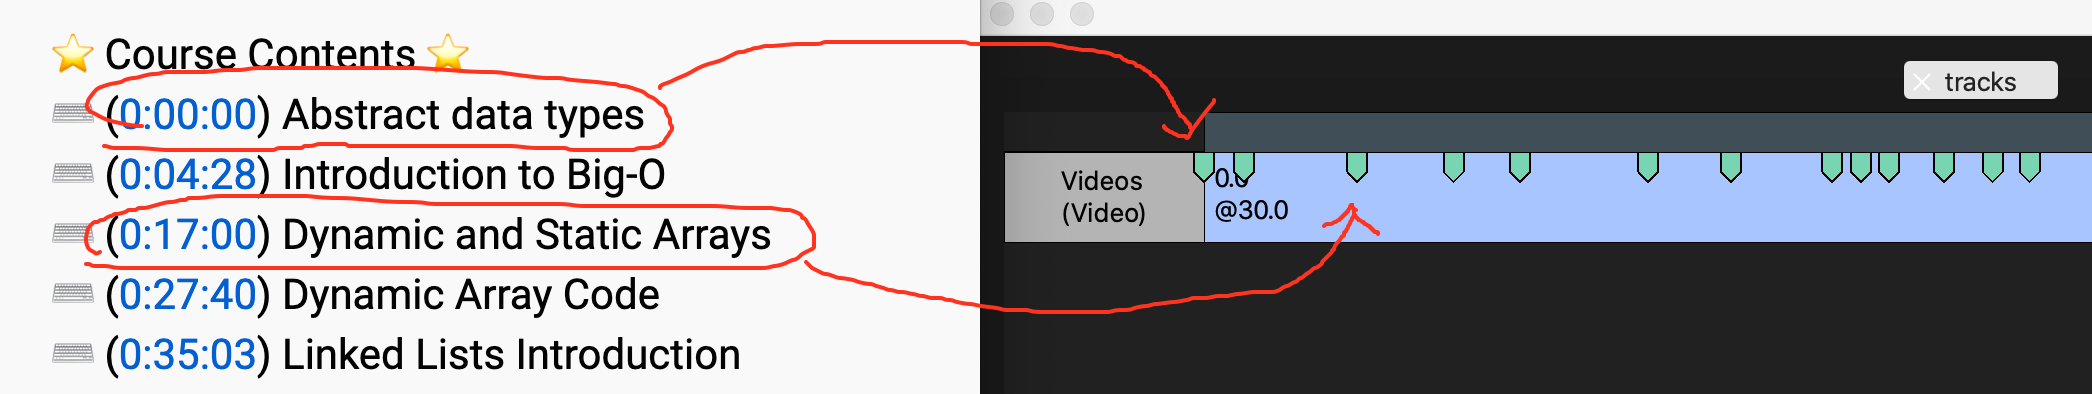 ⭐ Course Contents ⭐
⌨️ (0:00:00) Abstract data types
⌨️ (0:04:28) Introduction to Big-O
⌨️ (0:17:00) Dynamic and Static Arrays
⌨️ (0:27:40) Dynamic Array Code
⌨️ (0:35:03) Linked Lists Introduction
tracks
Videos
(Video)
0.0
@30.0